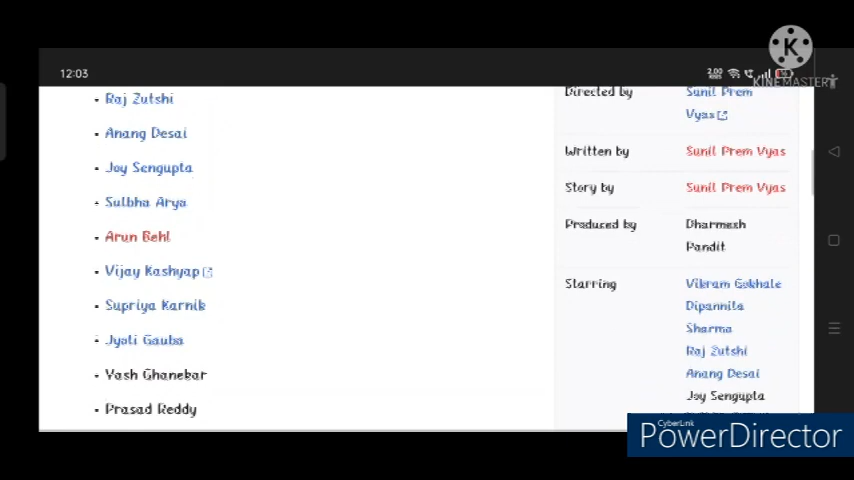 12:03
• Raj Zutshi
• Anang Desai
• Joy Sengupta
• Sulbha Arya
• Arun Behl
• Vijay Kashyap
• Supriya Karnik
• Jyoti Gauba
• Yash Ghanekar
• Prasad Reddy
Directed by
Sunil Prem
Vyas
Written by
Sunil Prem Vyas
Story by
Sunil Prem Vyas
Produced by
Dharmesh
Pandit
Starring
Vikram Gokhale
Dipannita
Sharma
Raj Zutshi
Anang Desai
Joy Sengupta
K
KINEMASTER
CyberLink
PowerDirector